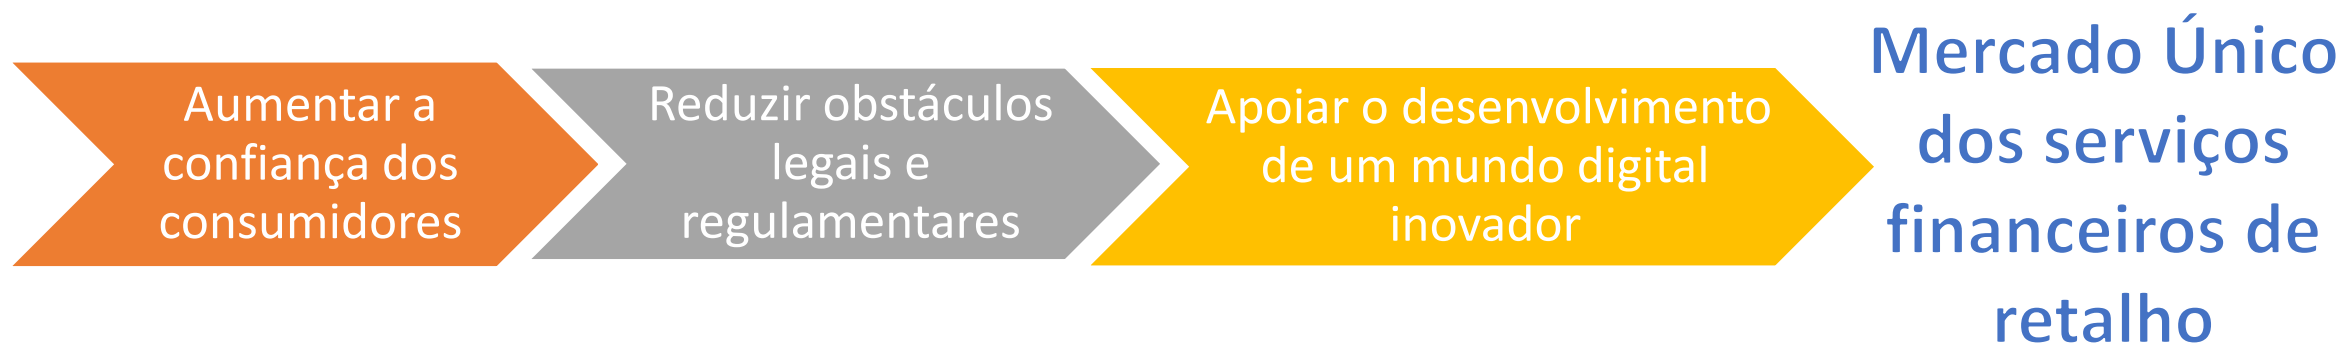 Aumentar a
confiança dos
consumidores
Reduzir obstáculos
legais e
regulamentares
Apoiar o desenvolvimento
de um mundo digital
inovador
Mercado Único
dos serviços
financeiros de
retalho